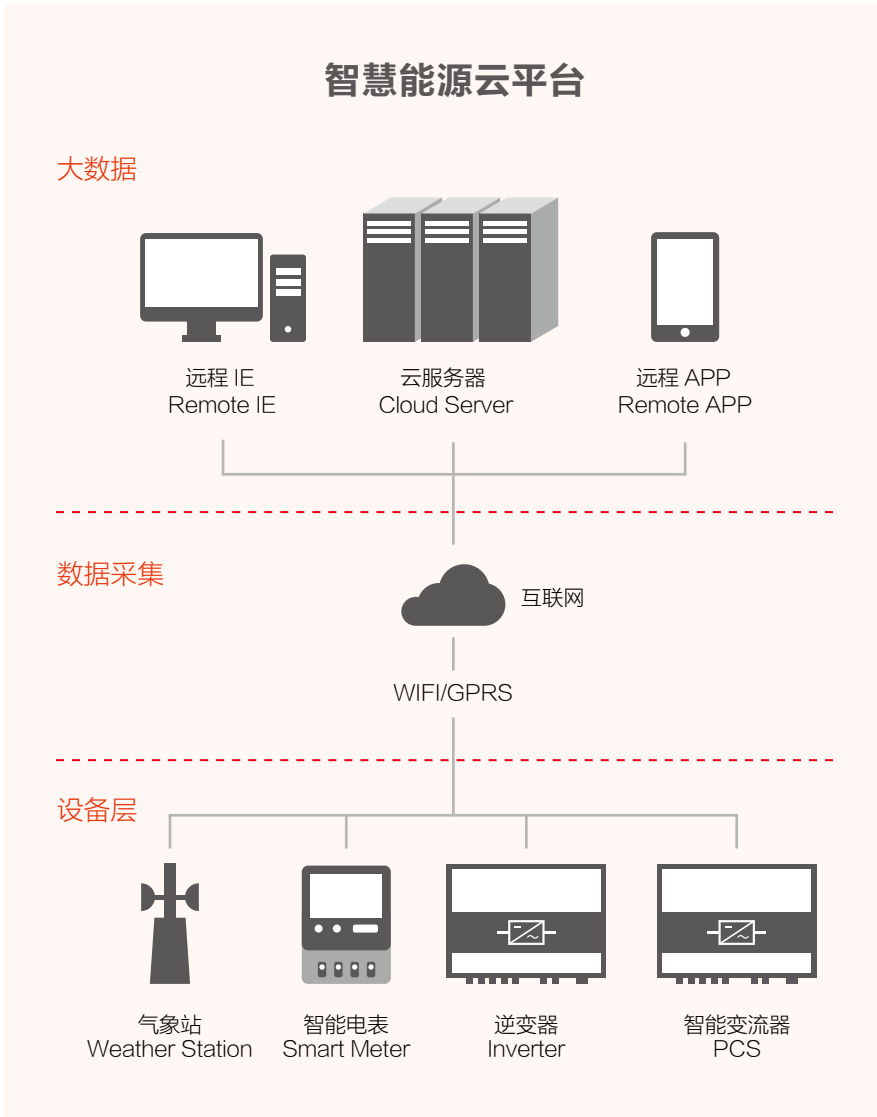 智慧能源云平台
大数据
远程 IE
Remote IE
云服务器
Cloud Server
远程 APP
Remote APP
数据采集
互联网
WIFI/GPRS
设备层
气象站
Weather Station
智能电表
Smart Meter
逆变器
Inverter
智能变流器
PCS